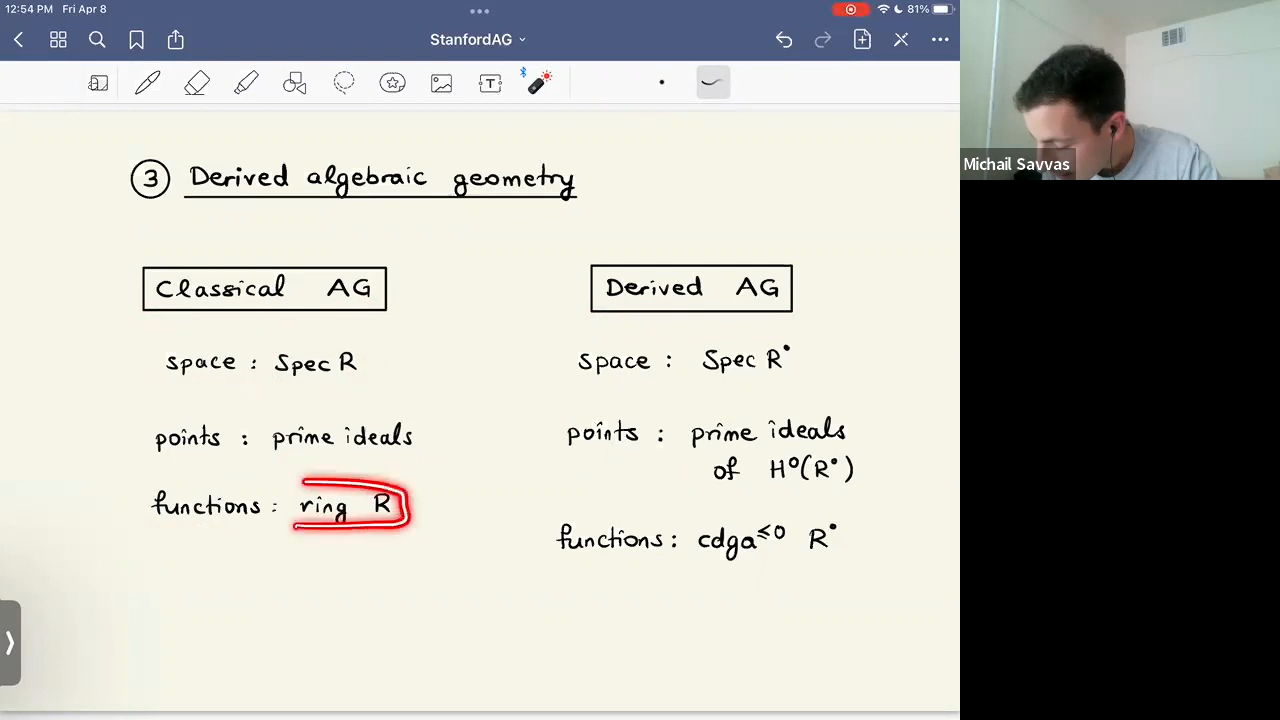 12:54 PM Fri Apr 8
81%
StanfordAG
T
Michail Savvas
③ Derived algebraic geometry
Classical AG
space : Spec R
points : prime ideals
functions : ring R
Derived AG
space : Spec R•
points : prime ideals
of H⁰(R•)
functions : cdga≤0 R•